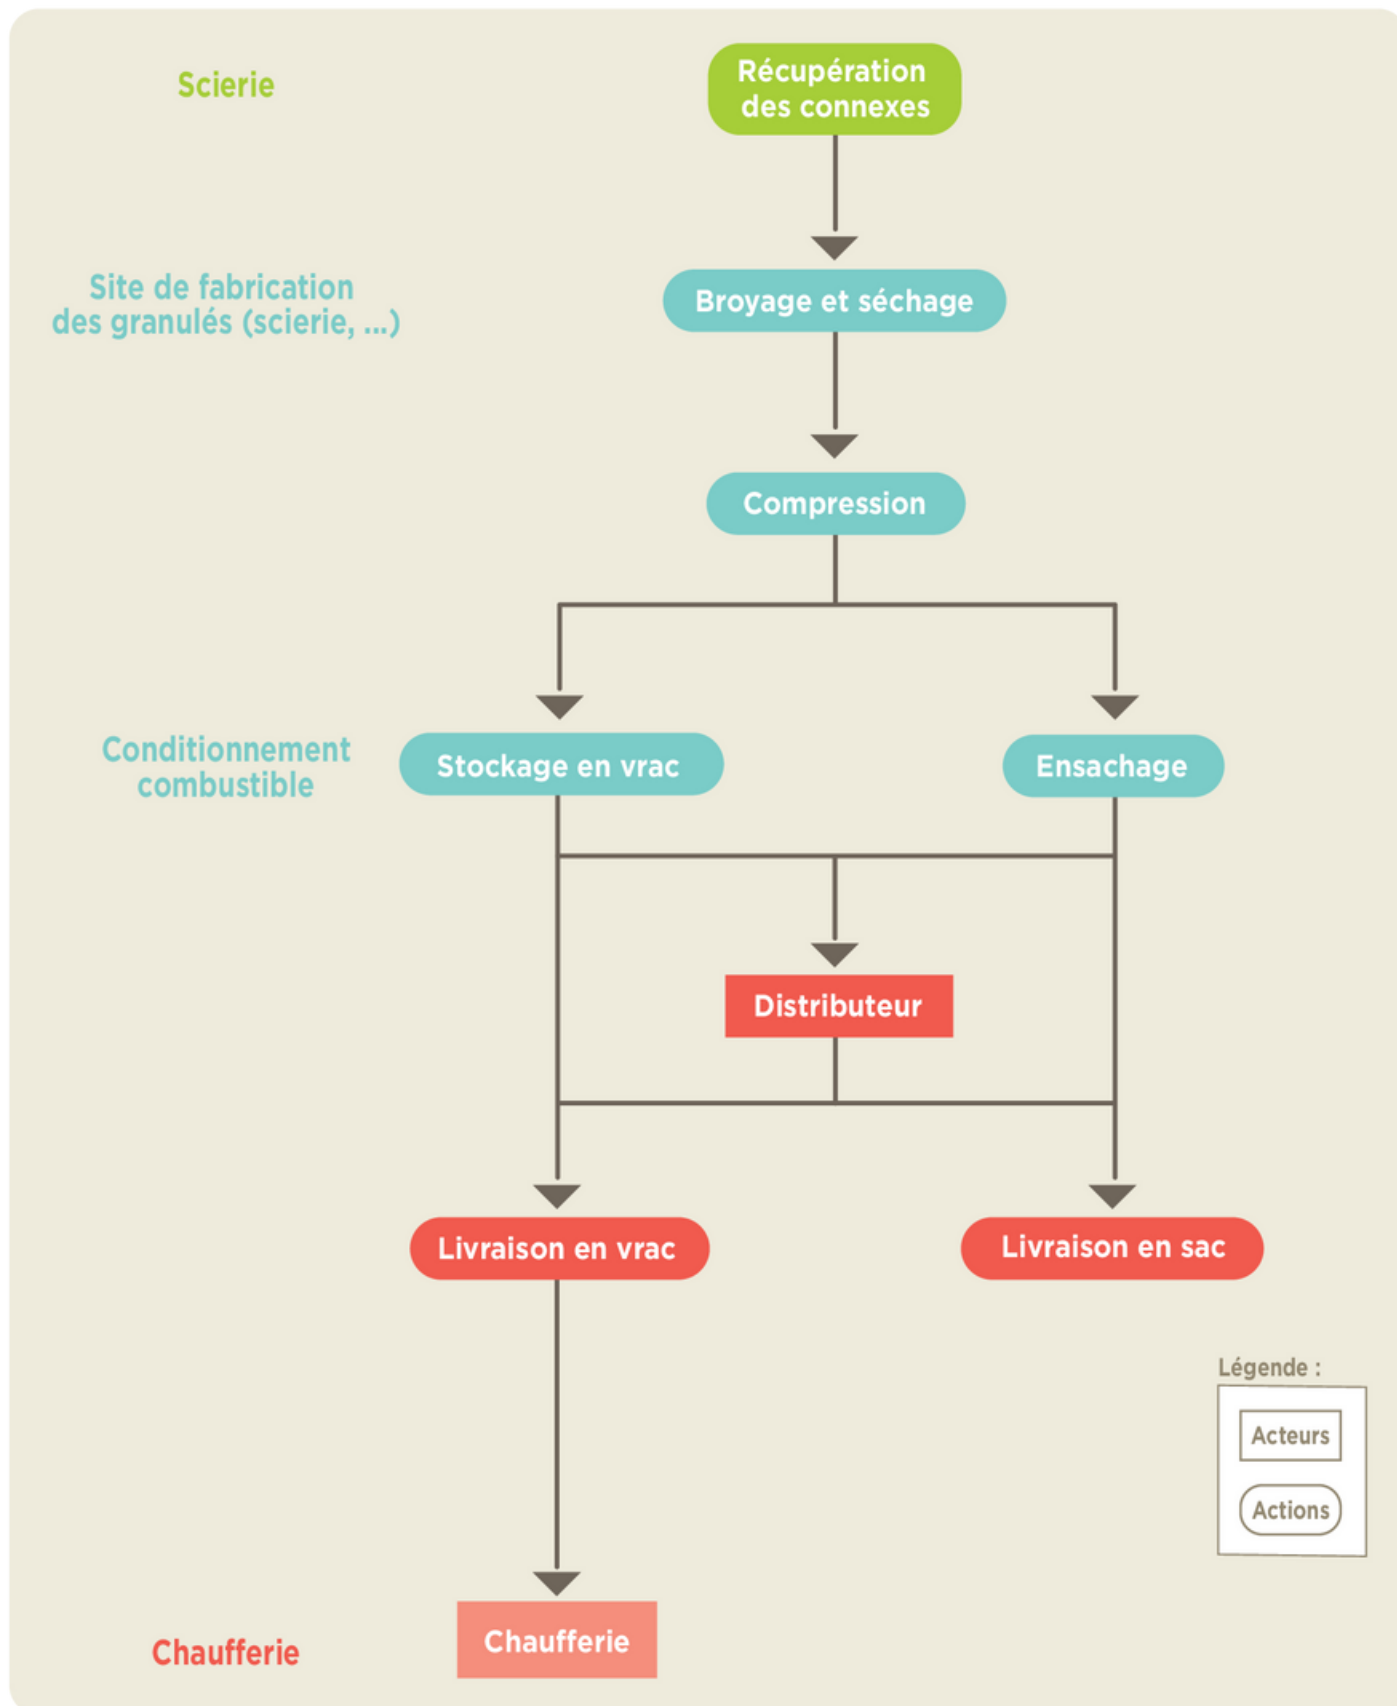 Scierie
Récupération
des connexes
Site de fabrication
des granulés (scierie, ...)
Broyage et séchage
Compression
Conditionnement
combustible
Stockage en vrac
Ensachage
Distributeur
Livraison en vrac
Livraison en sac
Légende :
Acteurs
Actions
Chaufferie
Chaufferie